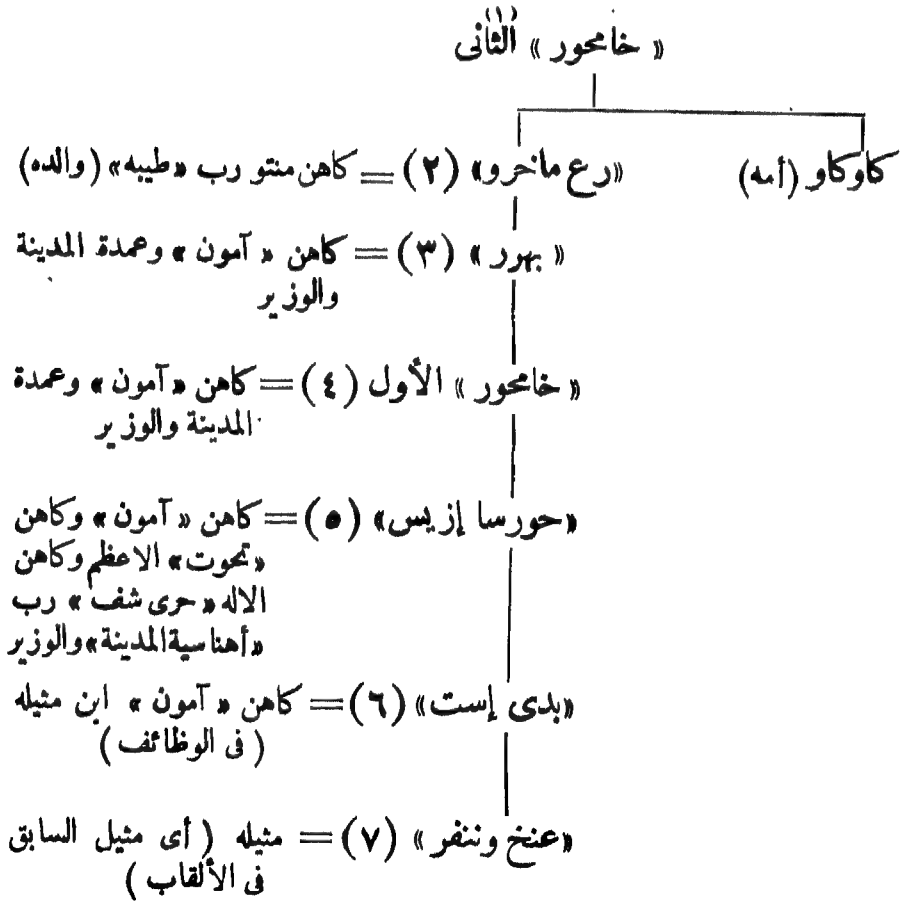 « خامحور » الثانى (١)
كاوكاو (أمه)
«رع ماخرو» (٢) = كاهن منتو رب «طيبه» (والده)
« بهرر » (٣) = كاهن « آمون » وعمدة المدينة
والوزير
« خامحور » الأول (٤) = كاهن «آمون» وعمدة
المدينة والوزير
«حورسا إزيس» (٥) = كاهن « آمون» وكاهن
«تحوت» الاعظم وكاهن
الاله «حرى شف» رب
«أهناسية المدينة» والوزير
«بدى إست» (٦) = كاهن « آمون » ابن مثيله
( فى الوظائف )
«عنخ وننفر » (٧) = مثيله ( أى مثيل السابق
فى الألقاب )